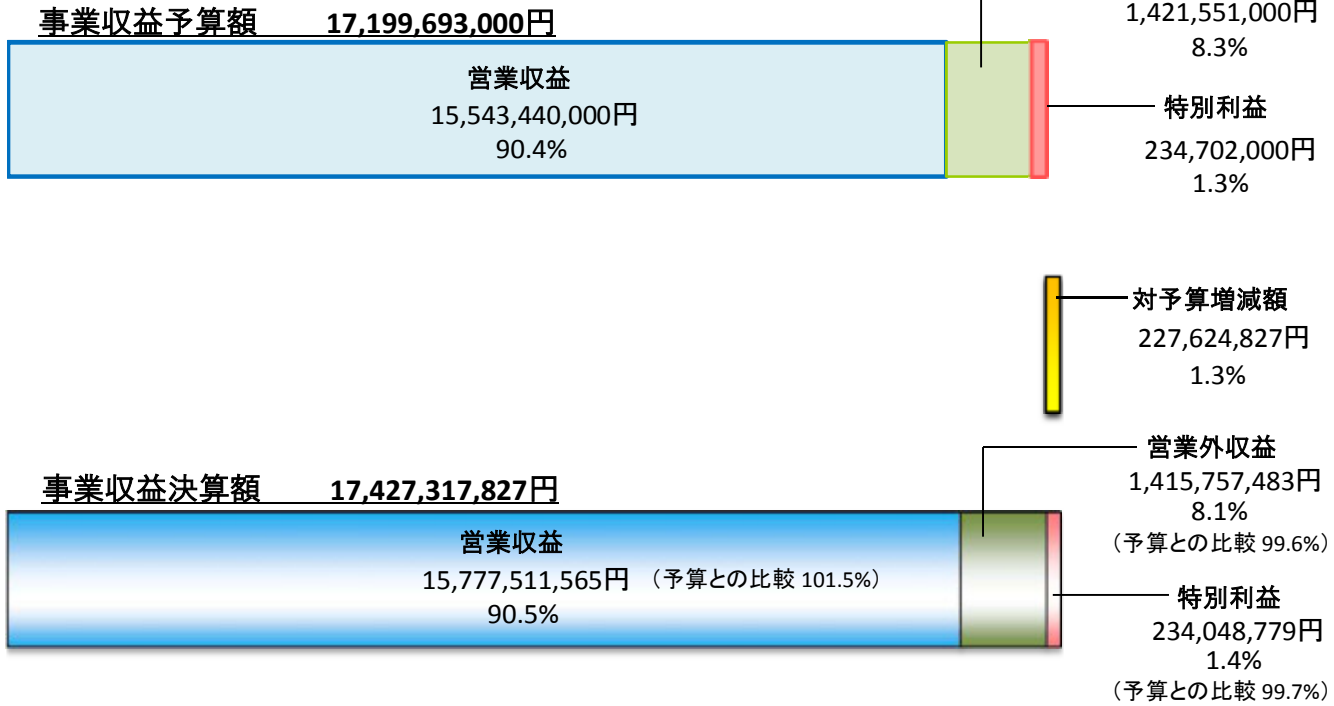 事業収益予算額 17,199,693,000円
1,421,551,000円
8.3%
営業収益
15,543,440,000円
90.4%
特別利益
234,702,000円
1.3%
対予算増減額
227,624,827円
1.3%
営業外収益
1,415,757,483円
8.1%
(予算との比較 99.6%)
事業収益決算額 17,427,317,827円
営業収益
15,777,511,565円 (予算との比較 101.5%)
90.5%
特別利益
234,048,779円
1.4%
(予算との比較 99.7%)